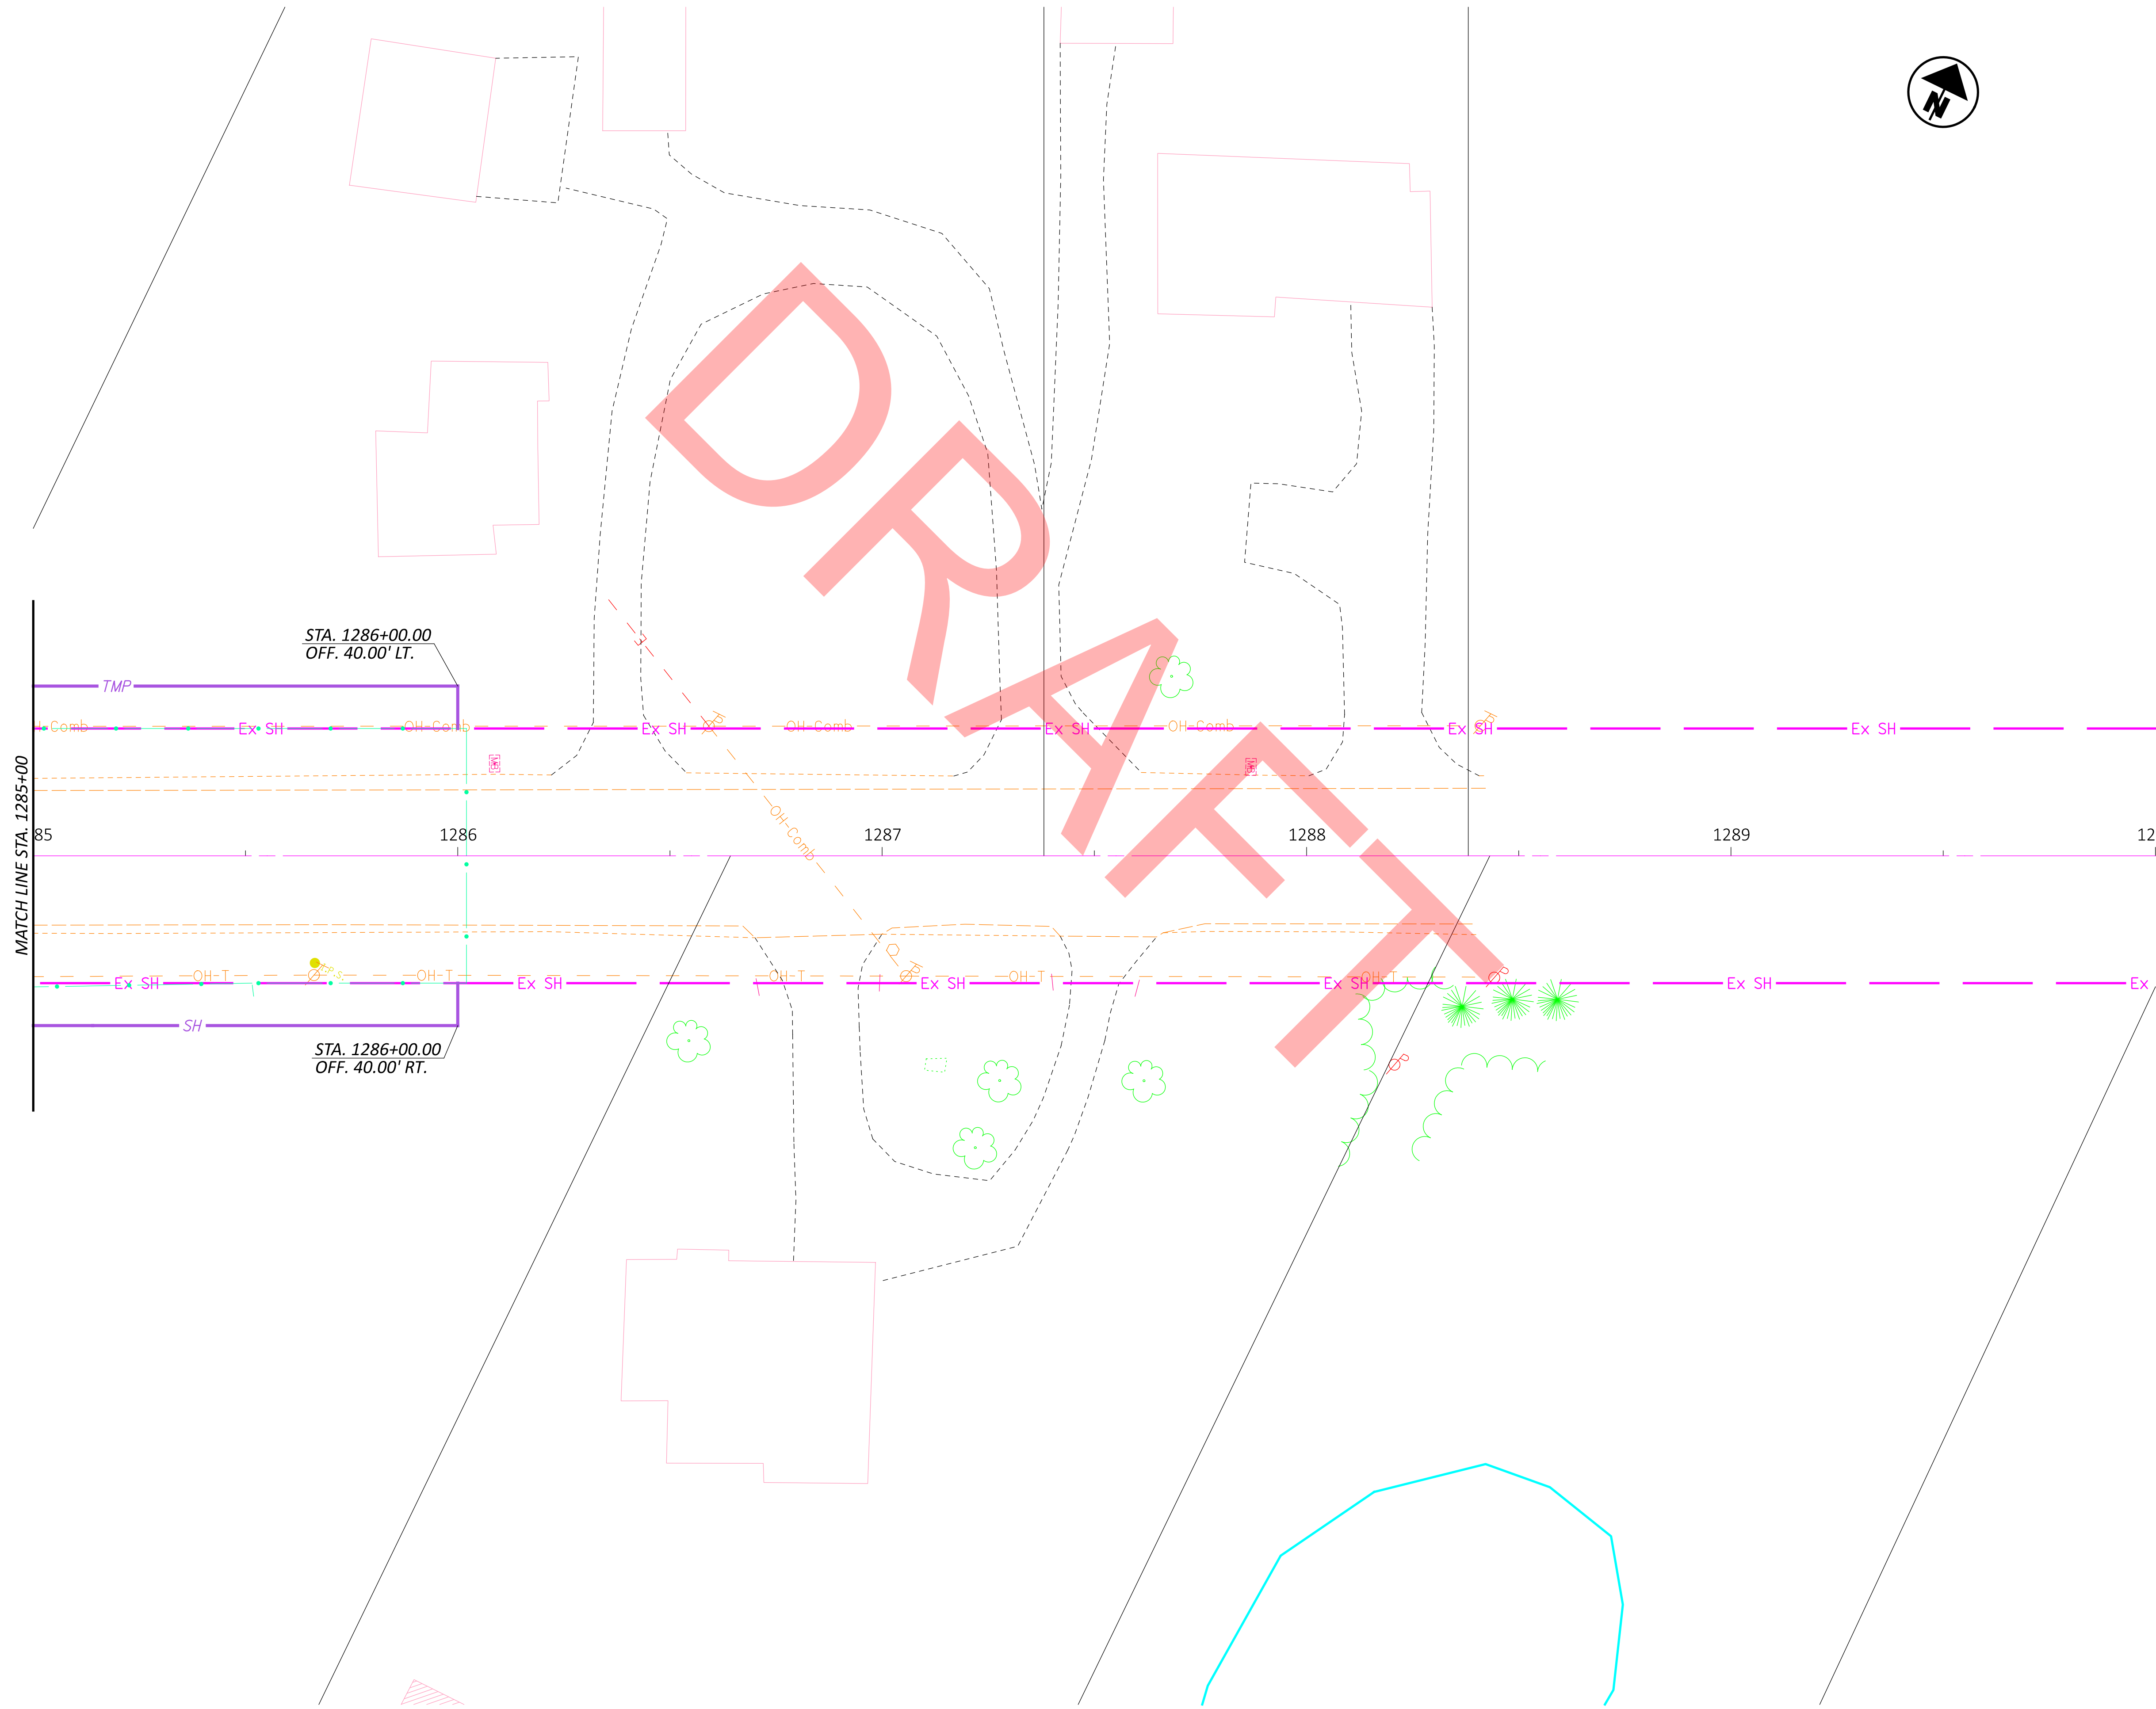 N
DRAFT
STA. 1286+00.00
OFF. 40.00' LT.
TMP
P
H-Comb
Ex SH
OH-Comb
Ex SH
OH-Comb
Ex SH
OH-Comb
Ex SH
Ex SH
MB
MB
MATCH LINE STA. 1285+00
OH-Comb
85
1286
1287
1288
1289
12
OH-T
OH-T
OH-T
OH-T
OH-T
Ex SH
Ex SH
Ex SH
Ex SH
Ex SH
Ex
SH
STA. 1286+00.00
OFF. 40.00' RT.